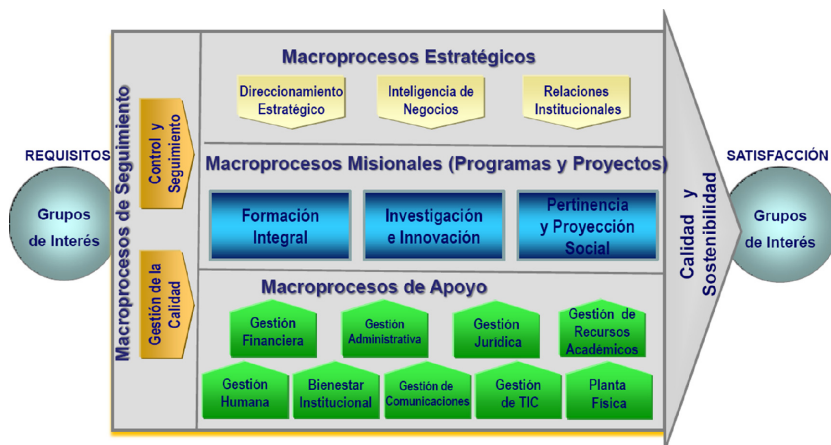 REQUISITOS
Grupos
de Interés
Macroprocesos de Seguimiento
Control y
Seguimiento
Gestión de la
Calidad
Macroprocesos Estratégicos
Direccionamiento
Estratégico
Inteligencia de
Negocios
Relaciones
Institucionales
Macroprocesos Misionales (Programas y Proyectos)
Formación
Integral
Investigación
e Innovación
Pertinencia
y Proyección
Social
Macroprocesos de Apoyo
Gestión
Financiera
Gestión
Administrativa
Gestión
Jurídica
Gestión de
Recursos
Académicos
Gestión
Humana
Bienestar
Institucional
Gestión de
Comunicaciones
Gestión
de TIC
Planta
Física
Calidad y
Sostenibilidad
SATISFACCIÓN
Grupos
de Interés